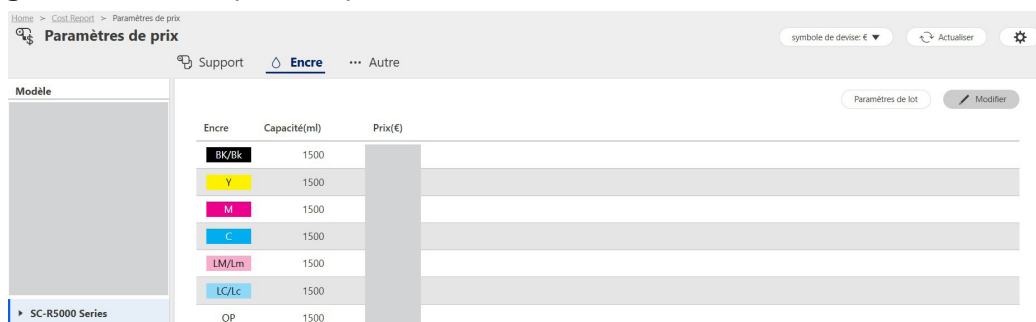 Home > Cost Report > Paramètres de prix
Paramètres de prix
symbole de devise: € ▼
Actualiser
Support
Encre
··· Autre
Modèle
Paramètres de lot
Modifier
Encre Capacité(ml) Prix(€)
BK/Bk 1500
Y 1500
M 1500
C 1500
LM/Lm 1500
LC/Lc 1500
SC-R5000 Series
OP 1500